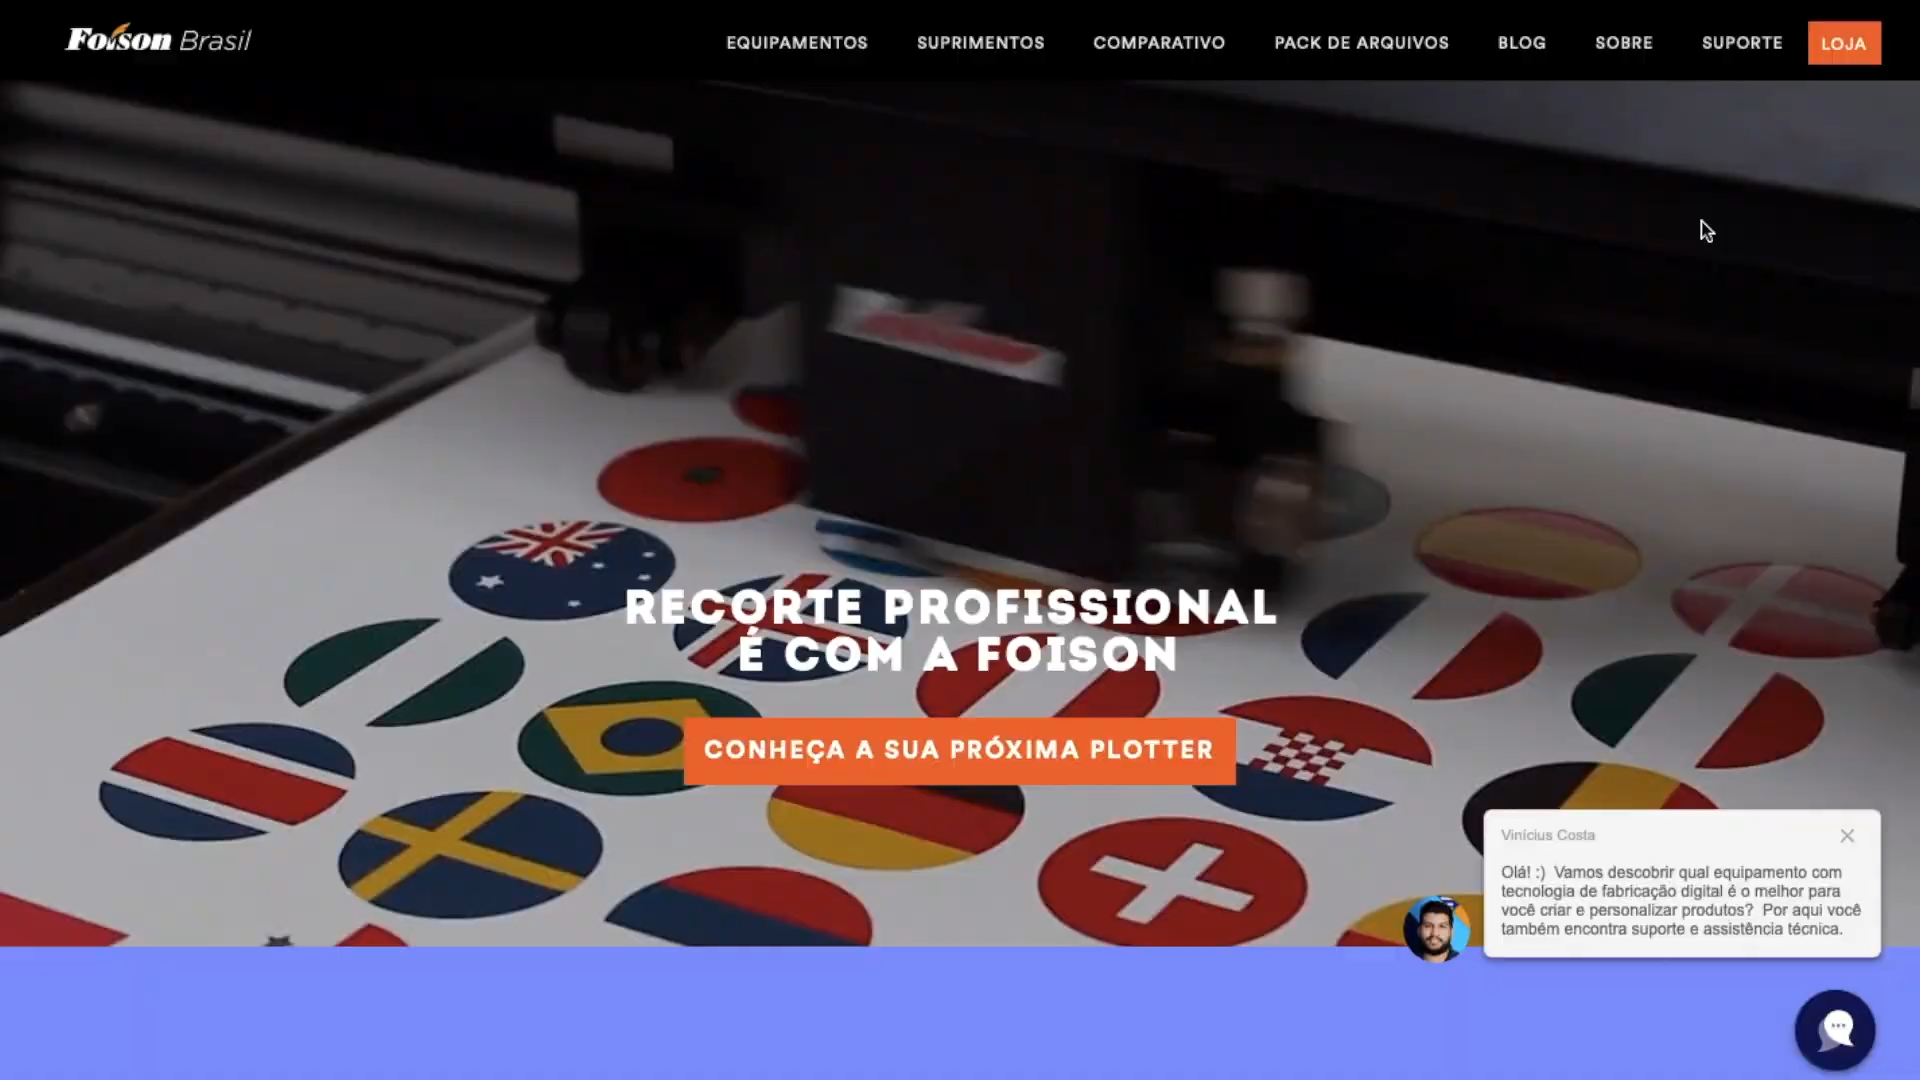 Foison Brasil
EQUIPAMENTOS
SUPRIMENTOS
COMPARATIVO
PACK DE ARQUIVOS
BLOG
SOBRE
SUPORTE
LOJA
RECORTE PROFISSIONAL
É COM A FOISON
CONHEÇA A SUA PRÓXIMA PLOTTER
Vinícius Costa
Olá! :) Vamos descobrir qual equipamento com
tecnologia de fabricação digital é o melhor para
você criar e personalizar produtos? Por aqui você
também encontra suporte e assistência técnica.